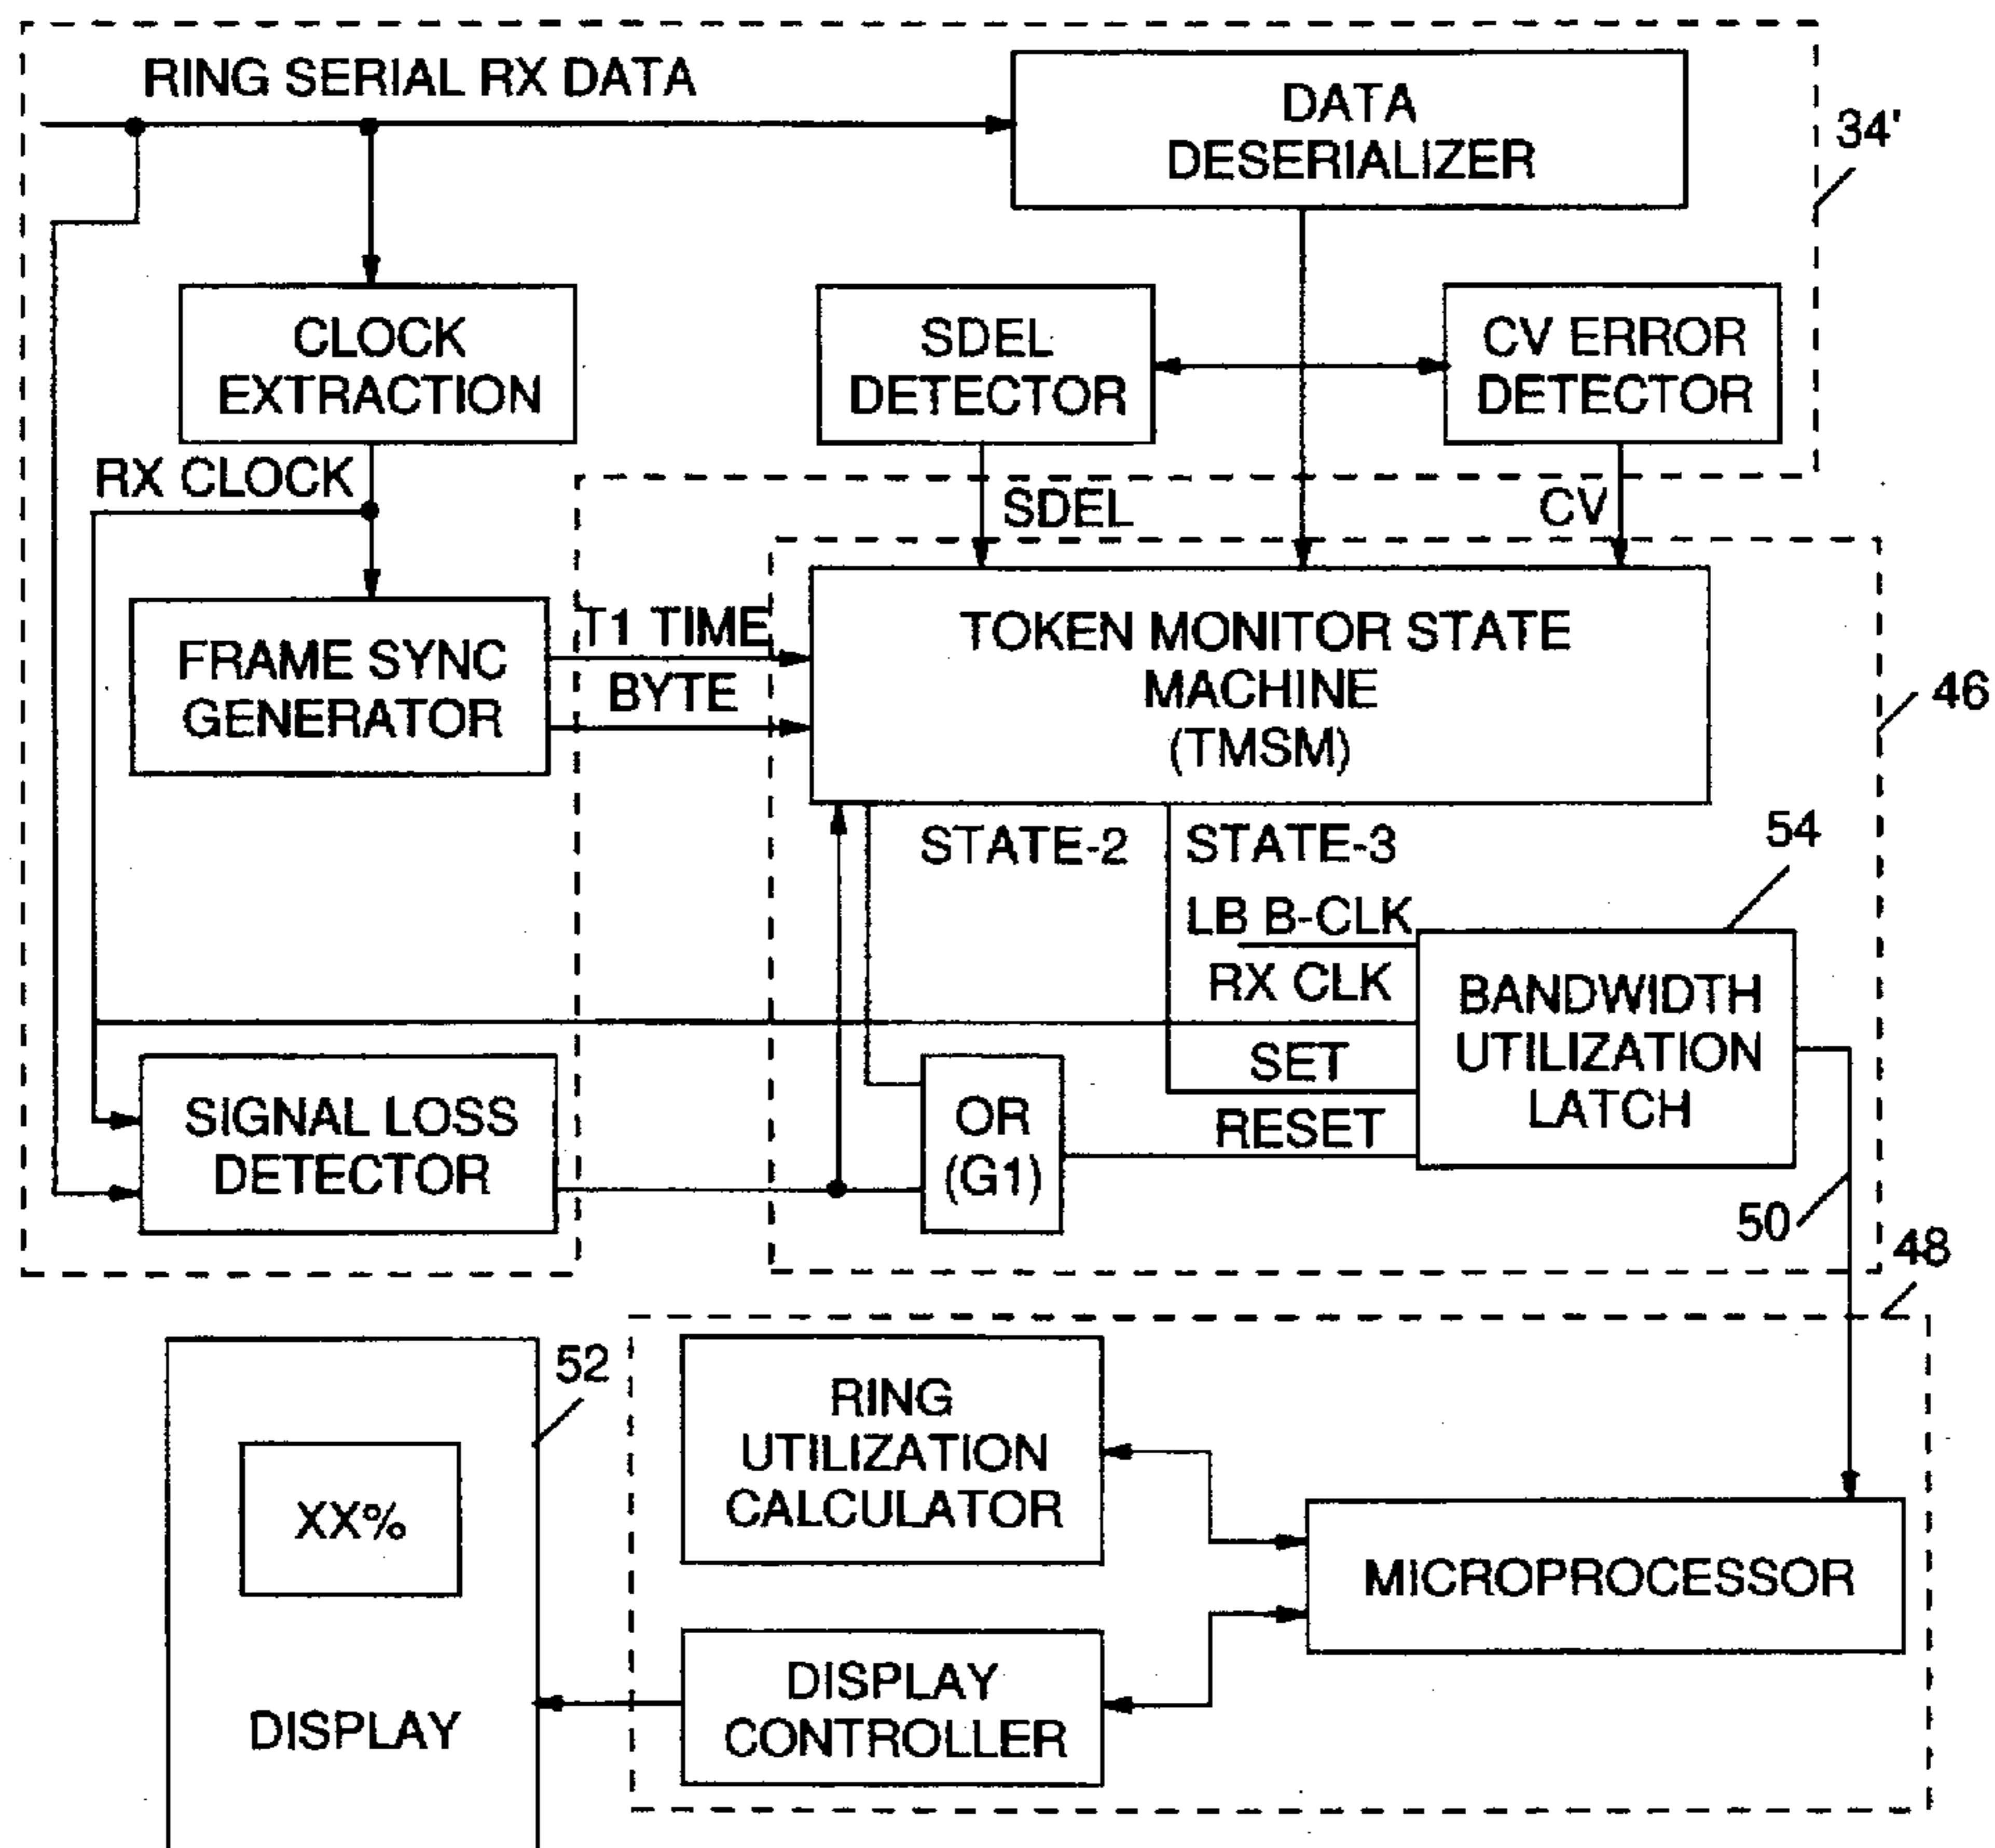 RING SERIAL RX DATA
DATA
DESERIALIZER
34'
CLOCK
EXTRACTION
SDEL
DETECTOR
CV ERROR
DETECTOR
RX CLOCK
SDEL
CV
FRAME SYNC
GENERATOR
T1 TIME
BYTE
TOKEN MONITOR STATE
MACHINE
(TMSM)
46
STATE-2
STATE-3
54
LB B-CLK
RX CLK
SET
RESET
BANDWIDTH
UTILIZATION
LATCH
SIGNAL LOSS
DETECTOR
OR
(G1)
50
48
52
RING
UTILIZATION
CALCULATOR
XX%
MICROPROCESSOR
DISPLAY
DISPLAY
CONTROLLER